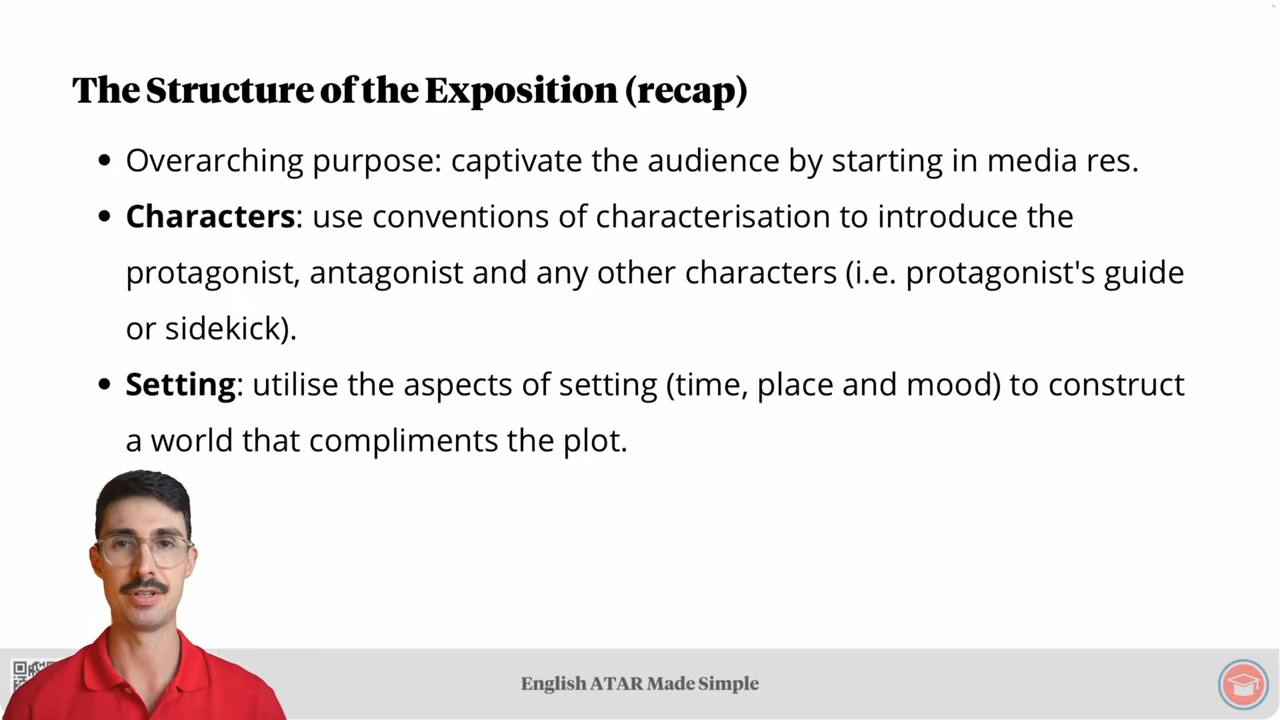 The Structure of the Exposition (recap)
• Overarching purpose: captivate the audience by starting in media res.
• Characters: use conventions of characterisation to introduce the
protagonist, antagonist and any other characters (i.e. protagonist's guide
or sidekick).
• Setting: utilise the aspects of setting (time, place and mood) to construct
a world that compliments the plot.
English ATAR Made Simple